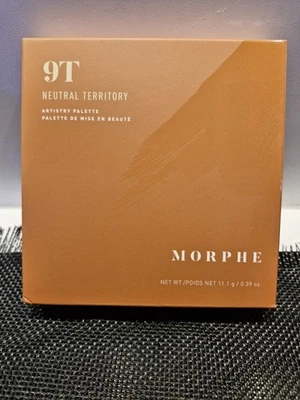 9T
NEUTRAL TERRITORY
ARTISTRY PALETTE
PALETTE DE MISE EN BEAUTÉ
MORPHE
NET WT./POIDS NET 11.1 g / 0.39 oz.